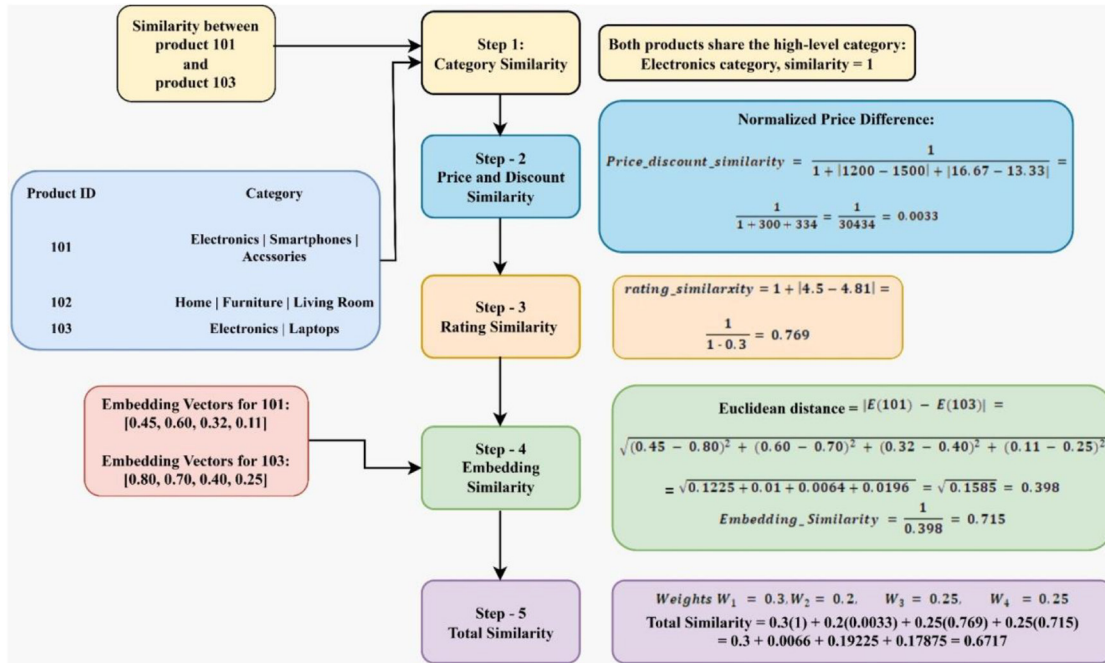 Similarity between
product 101
and
product 103
Step 1:
Category Similarity
Both products share the high-level category:
Electronics category, similarity = 1
Product ID Category
101 Electronics | Smartphones |
Accssories
102 Home | Furniture | Living Room
103 Electronics | Laptops
Step - 2
Price and Discount
Similarity
Normalized Price Difference:
Price_discount_similarity = 1 / (1 + |1200 − 1500| + |16.67 − 13.33|) =
1 / (1 + 300 + 334) = 1 / 30434 = 0.0033
Step - 3
Rating Similarity
rating_similarxity = 1 + |4.5 − 4.81| =
1 / (1 · 0.3) = 0.769
Embedding Vectors for 101:
[0.45, 0.60, 0.32, 0.11]
Embedding Vectors for 103:
[0.80, 0.70, 0.40, 0.25]
Step - 4
Embedding
Similarity
Euclidean distance = |E(101) − E(103)| =
√(0.45 − 0.80)² + (0.60 − 0.70)² + (0.32 − 0.40)² + (0.11 − 0.25)²
= √0.1225 + 0.01 + 0.0064 + 0.0196 = √0.1585 = 0.398
Embedding_Similarity = 1 / 0.398 = 0.715
Step - 5
Total Similarity
Weights W₁ = 0.3, W₂ = 0.2, W₃ = 0.25, W₄ = 0.25
Total Similarity = 0.3(1) + 0.2(0.0033) + 0.25(0.769) + 0.25(0.715)
= 0.3 + 0.0066 + 0.19225 + 0.17875 = 0.6717